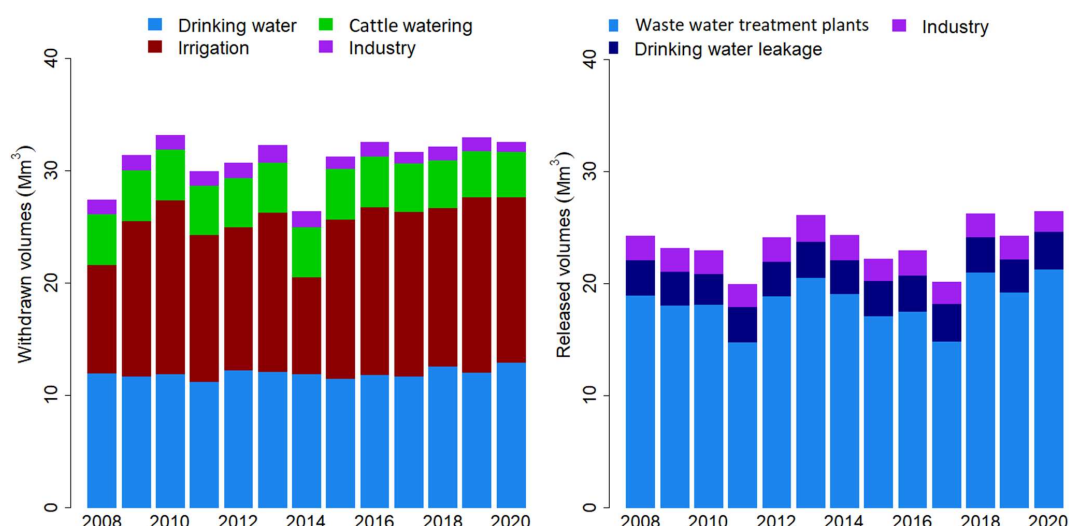 Drinking water
Cattle watering
Irrigation
Industry
40
30
20
10
0
Withdrawn volumes (Mm³)
2008 2010 2012 2014 2016 2018 2020
Waste water treatment plants
Industry
Drinking water leakage
40
30
20
10
0
Released volumes (Mm³)
2008 2010 2012 2014 2016 2018 2020